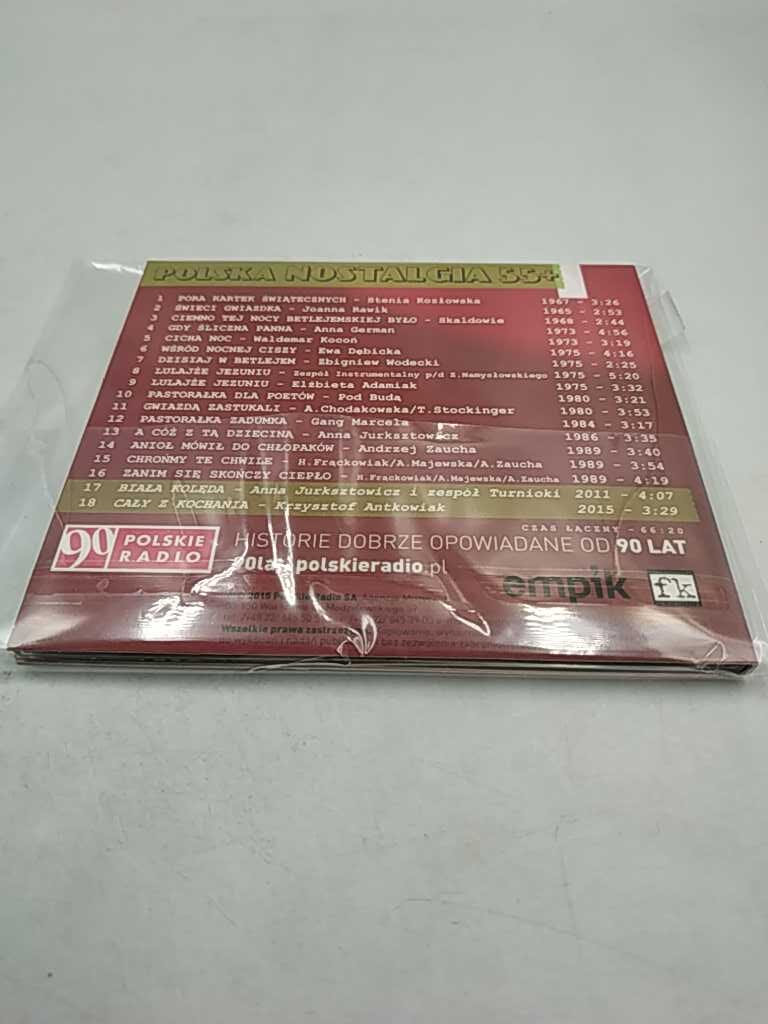 POLSKA NOSTALGIA 55+
1 PORA KARTEK ŚWIĄTECZNYCH - Stenia Kozłowska 1967 - 3:26
2 ŚWIECI GWIAZDKA - Joanna Rawik 1965 - 2:53
3 CIEMNO TEJ NOCY BETLEJEMSKIEJ BYŁO - Skaldowie 1968 - 2:44
4 GDY ŚLICZNA PANNA - Anna German 1973 - 4:56
5 CICHA NOC - Waldemar Kocoń 1973 - 3:19
6 WŚRÓD NOCNEJ CISZY - Ewa Dębicka 1975 - 4:16
7 DZISIAJ W BETLEJEM - Zbigniew Wodecki 1975 - 2:25
8 LULAJŻE JEZUNIU - Zespół Instrumentalny p/d Z.Namysłowskiego 1975 - 5:20
9 LULAJŻE JEZUNIU - Elżbieta Adamiak 1975 - 3:32
10 PASTORAŁKA DLA POETÓW - Pod Budą 1980 - 3:21
11 GWIAZDĄ ZASTUKALI - A.Chodakowska/T.Stockinger 1980 - 3:53
12 PASTORAŁKA ZADUMKA - Gang Marcela 1984 - 3:17
13 A CÓŻ Z TĄ DZIECINĄ - Anna Jurksztowicz 1986 - 3:35
14 ANIOŁ MÓWIŁ DO CHŁOPAKÓW - Andrzej Zaucha 1989 - 3:40
15 CHROŃMY TE CHWILE - H.Frąckowiak/A.Majewska/A.Zaucha 1989 - 3:54
16 ZANIM SIĘ SKOŃCZY CIEPŁO - H.Frąckowiak/A.Majewska/A.Zaucha 1989 - 4:19
17 BIAŁA KOLĘDA - Anna Jurksztowicz i zespół Turnioki 2011 - 4:07
18 CAŁY Z KOCHANIA - Krzysztof Antkowiak 2015 - 3:29
CZAS ŁĄCZNY - 66:20
90 POLSKIE RADIO
HISTORIE DOBRZE OPOWIADANE OD 90 LAT
polskieradio.pl
empik fk
2015 Polskie Radio SA
Wszelkie prawa